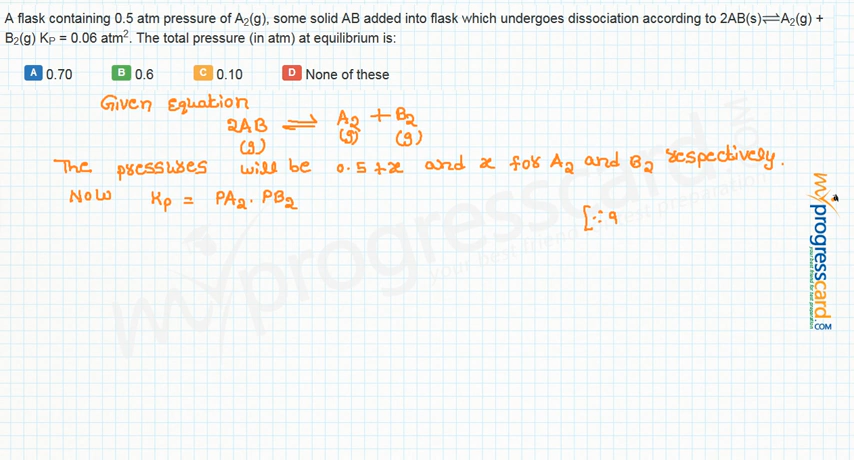 A flask containing 0.5 atm pressure of A₂(g), some solid AB added into flask which undergoes dissociation according to 2AB(s)⇌A₂(g) +
B₂(g) Kₚ = 0.06 atm². The total pressure (in atm) at equilibrium is:
A 0.70 B 0.6 C 0.10 D None of these
Given Equation
2AB ⇌ A₂ + B₂
(g) (g) (g)
The pressures will be 0.5+x and x for A₂ and B₂ respectively.
Now Kp = PA₂. PB₂
[∵ a
myprogresscard
.COM